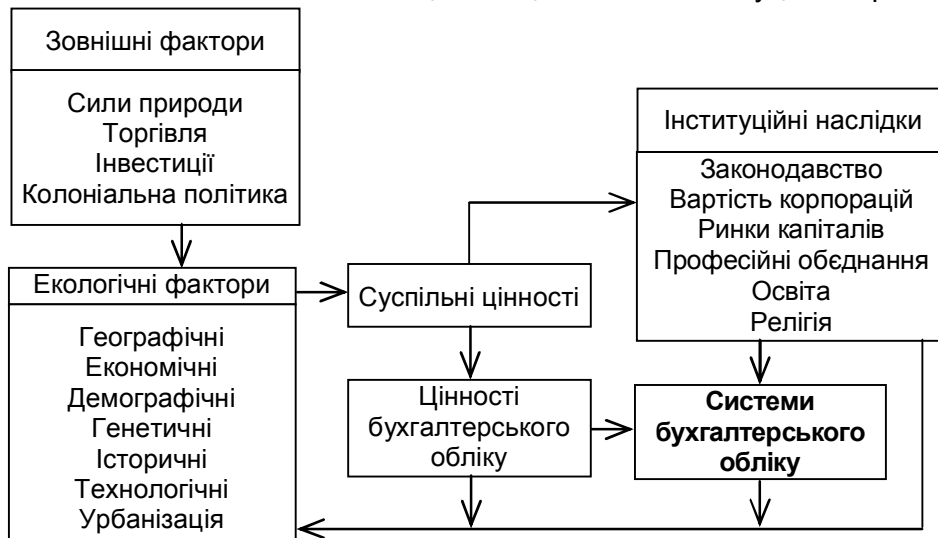 Зовнішні фактори
Сили природи
Торгівля
Інвестиції
Колоніальна політика
Екологічні фактори
Географічні
Економічні
Демографічні
Генетичні
Історичні
Технологічні
Урбанізація
Суспільні цінності
Цінності
бухгалтерського
обліку
Інституційні наслідки
Законодавство
Вартість корпорацій
Ринки капіталів
Професійні обєднання
Освіта
Релігія
Системи
бухгалтерського
обліку